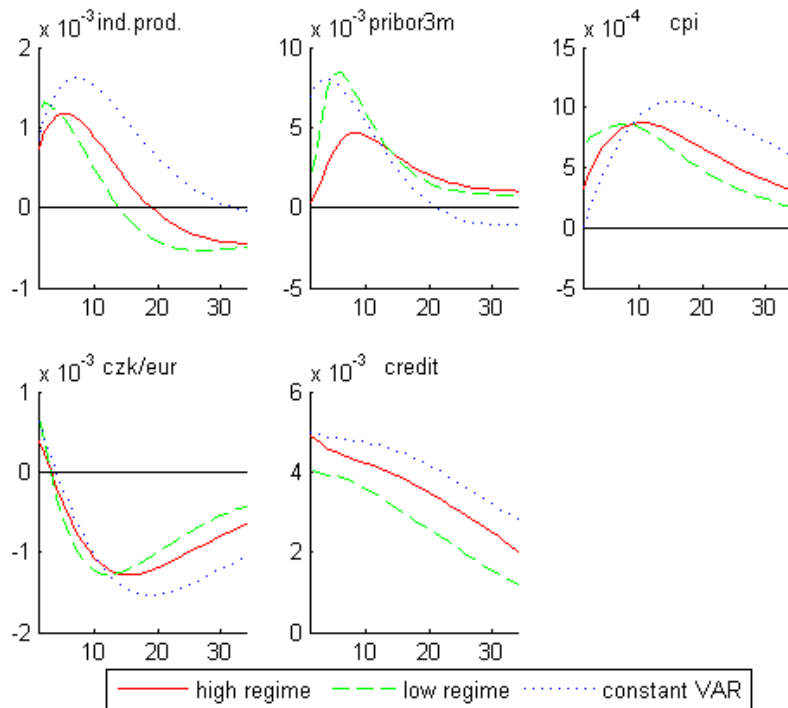 x 10⁻³ ind.prod.
2
1
0
-1
10 20 30
x 10⁻³ pribor3m
10
5
0
-5
10 20 30
x 10⁻⁴ cpi
15
10
5
0
-5
10 20 30
x 10⁻³ czk/eur
1
0
-1
-2
10 20 30
x 10⁻³ credit
6
4
2
0
10 20 30
high regime low regime constant VAR